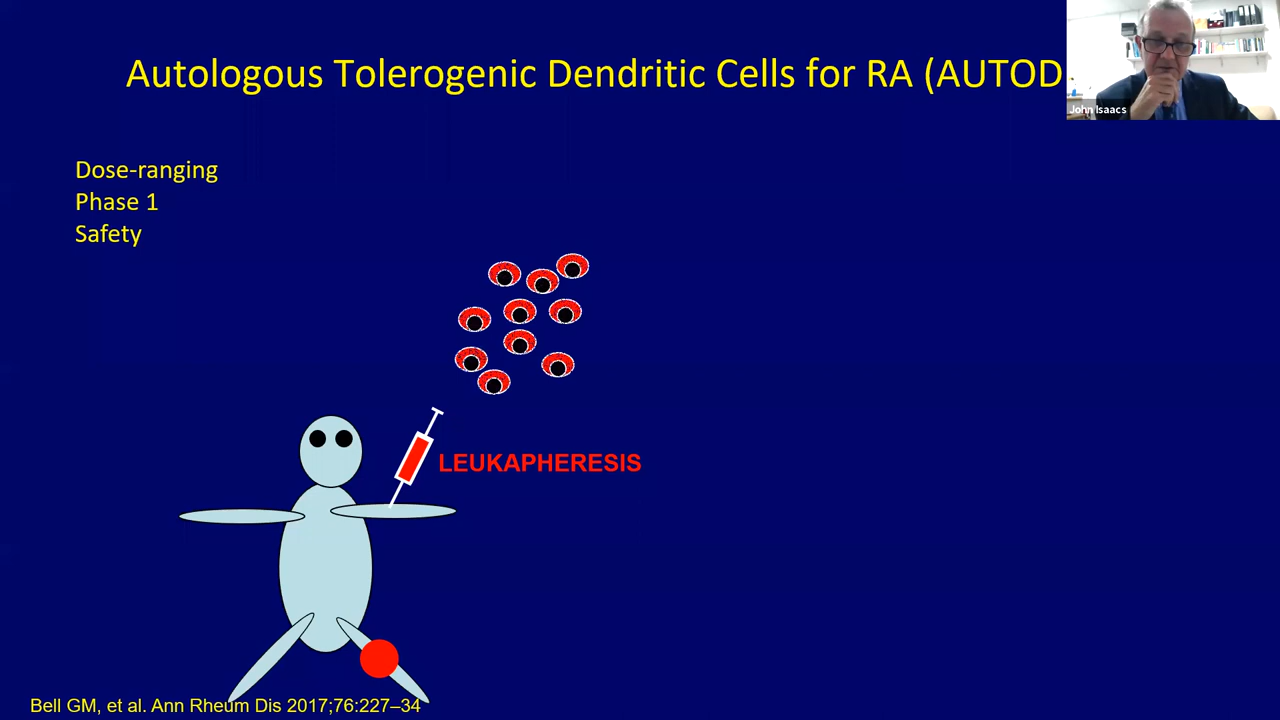 Autologous Tolerogenic Dendritic Cells for RA (AUTOD
John Isaacs
Dose-ranging
Phase 1
Safety
LEUKAPHERESIS
Bell GM, et al. Ann Rheum Dis 2017;76:227–34